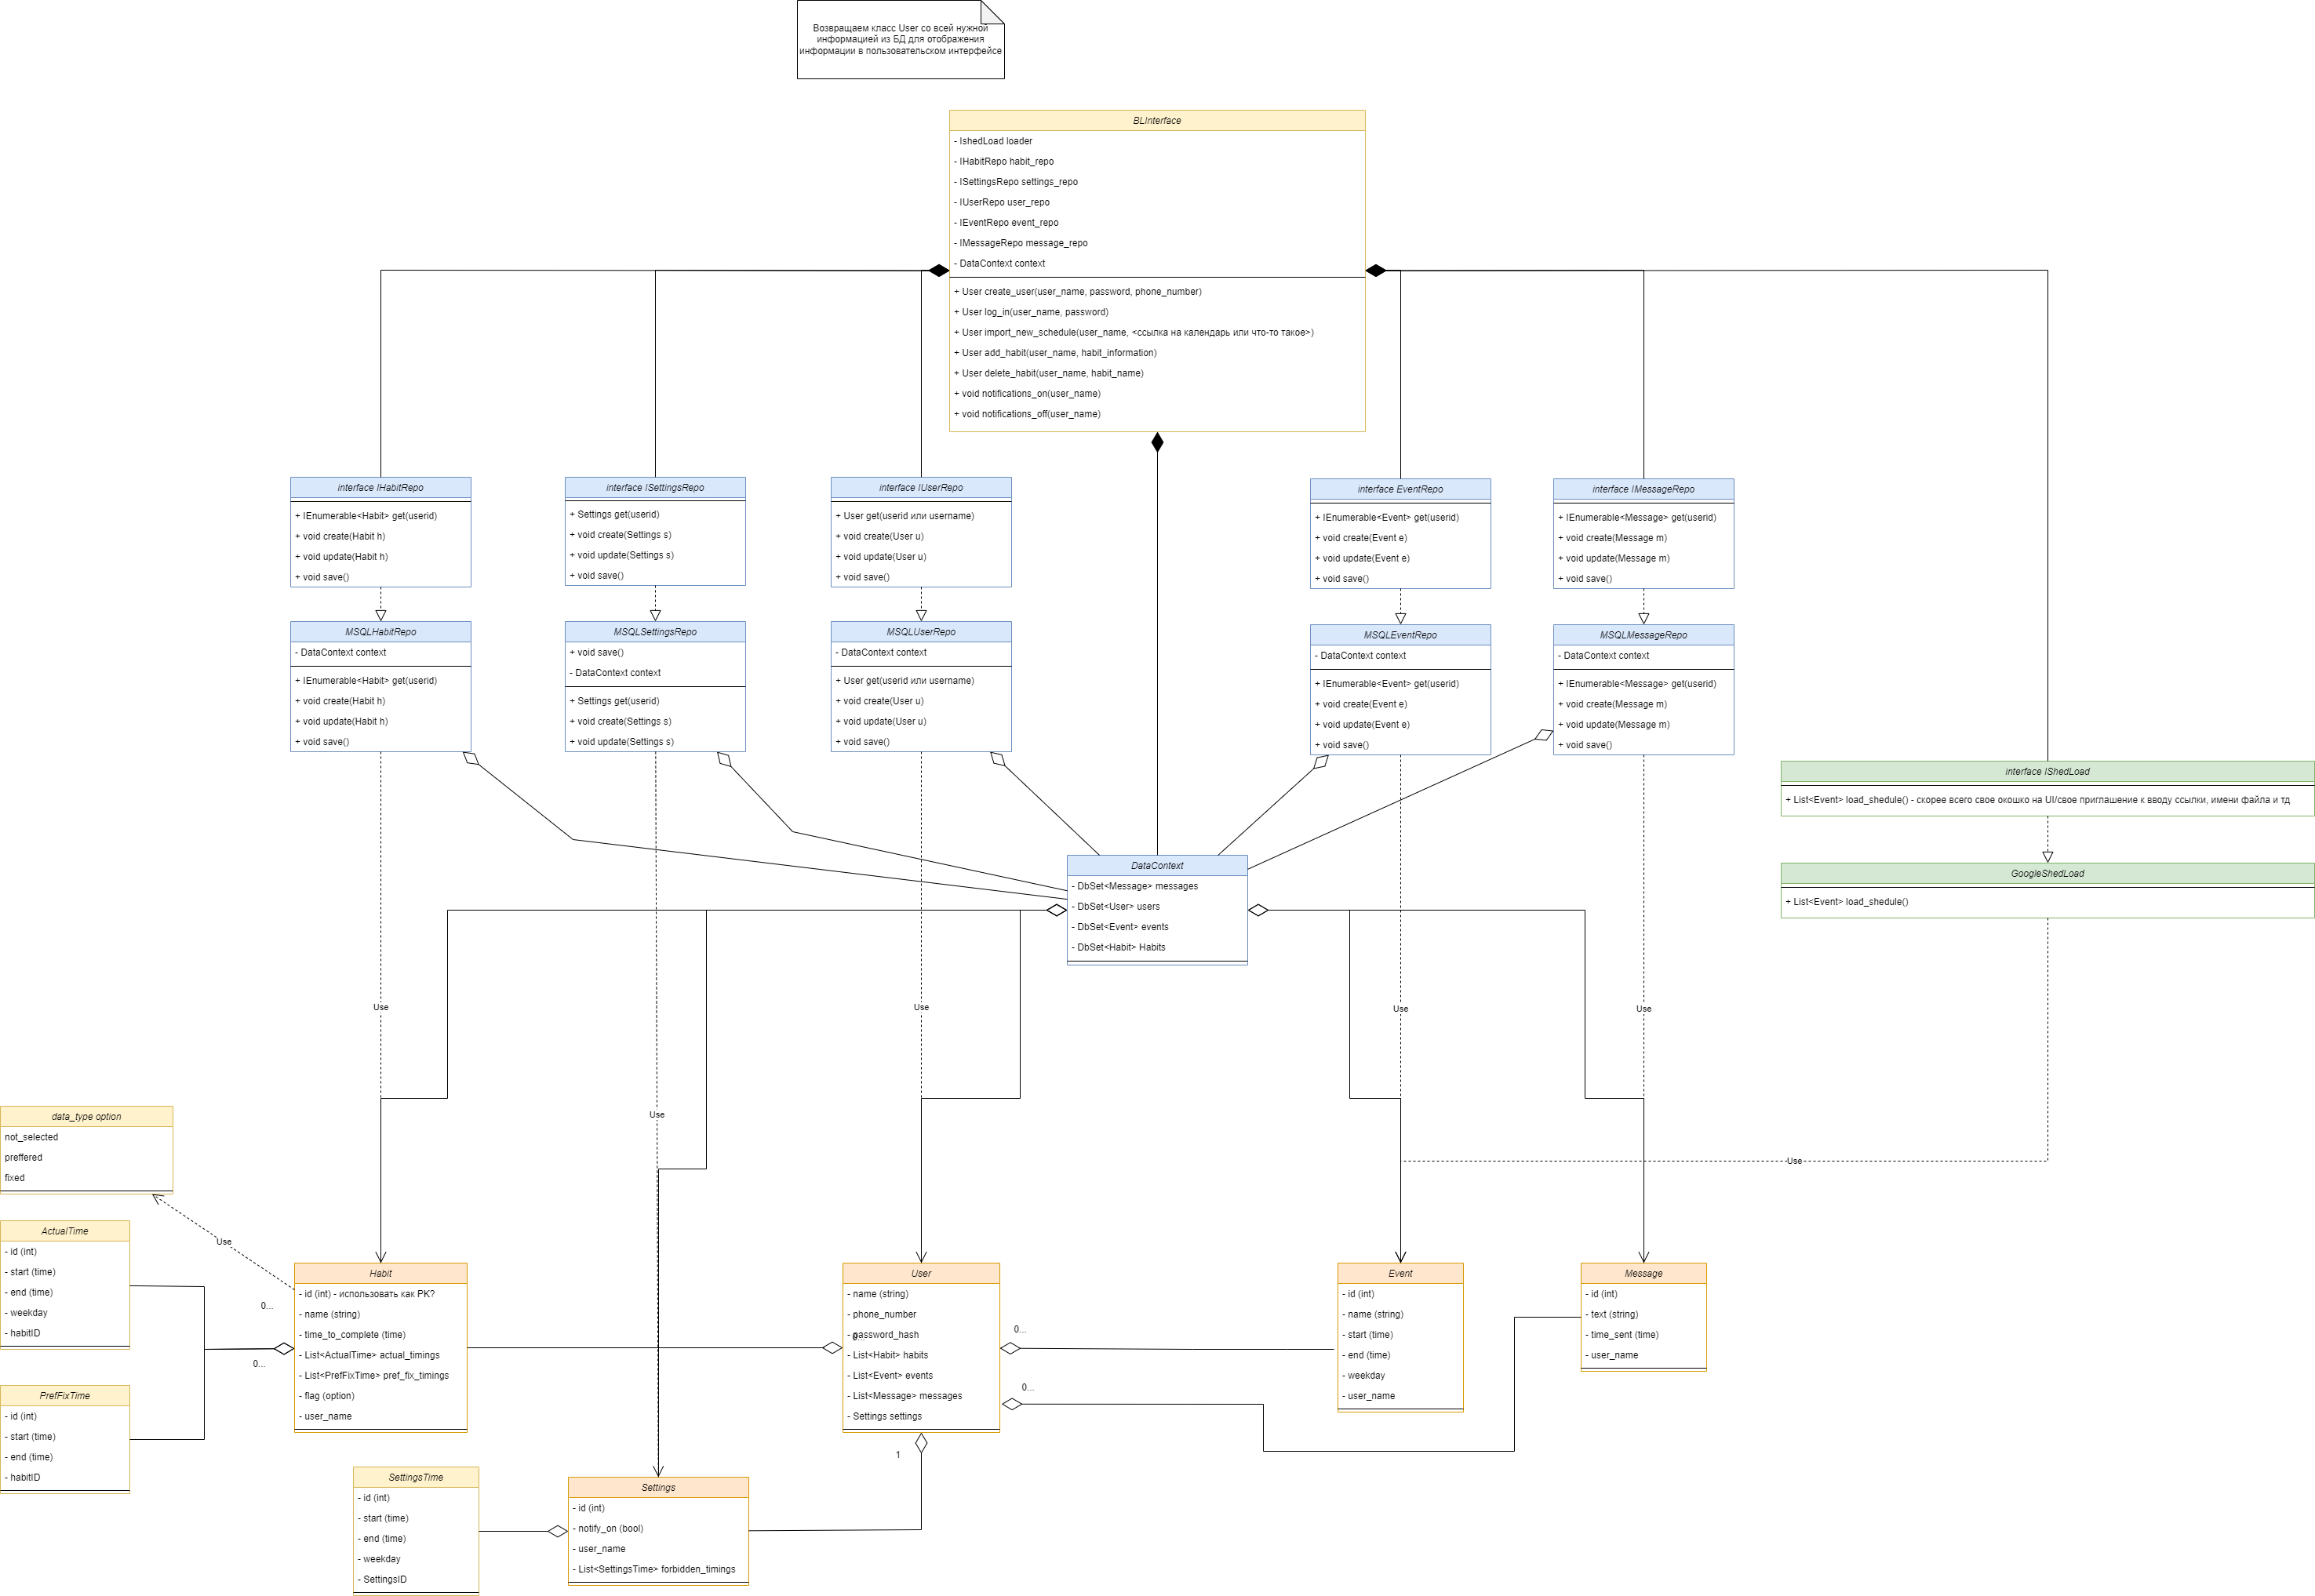 Возвращаем класс User со всей нужной
информацией из БД для отображения
информации в пользовательском интерфейсе
BLInterface
- IshedLoad loader
- IHabitRepo habit_repo
- ISettingsRepo settings_repo
- IUserRepo user_repo
- IEventRepo event_repo
- IMessageRepo message_repo
- DataContext context
+ User create_user(user_name, password, phone_number)
+ User log_in(user_name, password)
+ User import_new_schedule(user_name, <ссылка на календарь или что-то такое>)
+ User add_habit(user_name, habit_information)
+ User delete_habit(user_name, habit_name)
+ void notifications_on(user_name)
+ void notifications_off(user_name)
interface IHabitRepo
+ IEnumerable<Habit> get(userid)
+ void create(Habit h)
+ void update(Habit h)
+ void save()
interface ISettingsRepo
+ Settings get(userid)
+ void create(Settings s)
+ void update(Settings s)
+ void save()
interface IUserRepo
+ User get(userid или username)
+ void create(User u)
+ void update(User u)
+ void save()
interface EventRepo
+ IEnumerable<Event> get(userid)
+ void create(Event e)
+ void update(Event e)
+ void save()
interface IMessageRepo
+ IEnumerable<Message> get(userid)
+ void create(Message m)
+ void update(Message m)
+ void save()
MSQLHabitRepo
- DataContext context
+ IEnumerable<Habit> get(userid)
+ void create(Habit h)
+ void update(Habit h)
+ void save()
MSQLSettingsRepo
+ void save()
- DataContext context
+ Settings get(userid)
+ void create(Settings s)
+ void update(Settings s)
MSQLUserRepo
- DataContext context
+ User get(userid или username)
+ void create(User u)
+ void update(User u)
+ void save()
MSQLEventRepo
- DataContext context
+ IEnumerable<Event> get(userid)
+ void create(Event e)
+ void update(Event e)
+ void save()
MSQLMessageRepo
- DataContext context
+ IEnumerable<Message> get(userid)
+ void create(Message m)
+ void update(Message m)
+ void save()
interface IShedLoad
+ List<Event> load_shedule() - скорее всего свое окошко на UI/свое приглашение к вводу ссылки, имени файла и тд
GoogleShedLoad
+ List<Event> load_shedule()
DataContext
- DbSet<Message> messages
- DbSet<User> users
- DbSet<Event> events
- DbSet<Habit> Habits
Use
Use
Use
Use
Use
Use
data_type option
not_selected
preffered
fixed
Use
ActualTime
- id (int)
- start (time)
- end (time)
- weekday
- habitID
0...
0...
PrefFixTime
- id (int)
- start (time)
- end (time)
- habitID
Habit
- id (int) - использовать как PK?
- name (string)
- time_to_complete (time)
- List<ActualTime> actual_timings
- List<PrefFixTime> pref_fix_timings
- flag (option)
- user_name
User
- name (string)
- phone_number
- password_hash
0...
- List<Habit> habits
- List<Event> events
- List<Message> messages
- Settings settings
0...
0...
1
Event
- id (int)
- name (string)
- start (time)
- end (time)
- weekday
- user_name
Message
- id (int)
- text (string)
- time_sent (time)
- user_name
SettingsTime
- id (int)
- start (time)
- end (time)
- weekday
- SettingsID
Settings
- id (int)
- notify_on (bool)
- user_name
- List<SettingsTime> forbidden_timings